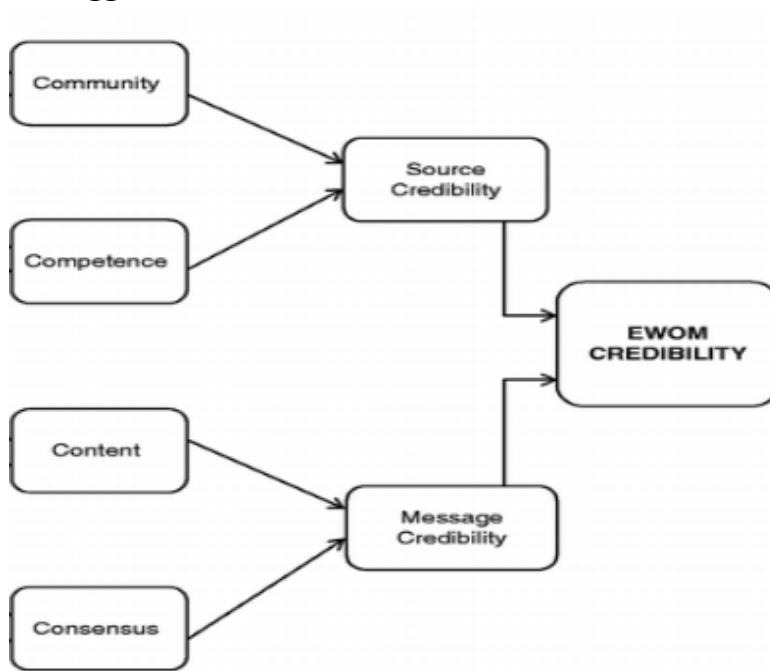 Community
Source
Credibility
Competence
EWOM
CREDIBILITY
Content
Message
Credibility
Consensus